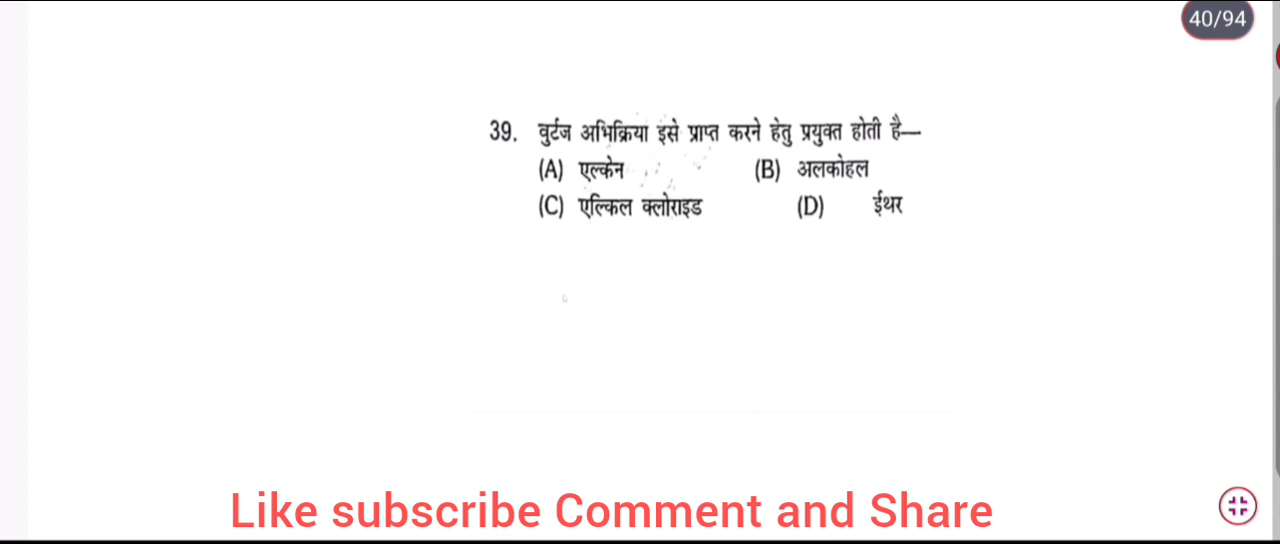 40/94
39. वुर्टज अभिक्रिया इसे प्राप्त करने हेतु प्रयुक्त होती है—
(A) एल्केन (B) अलकोहल
(C) एल्किल क्लोराइड (D) ईथर
Like subscribe Comment and Share